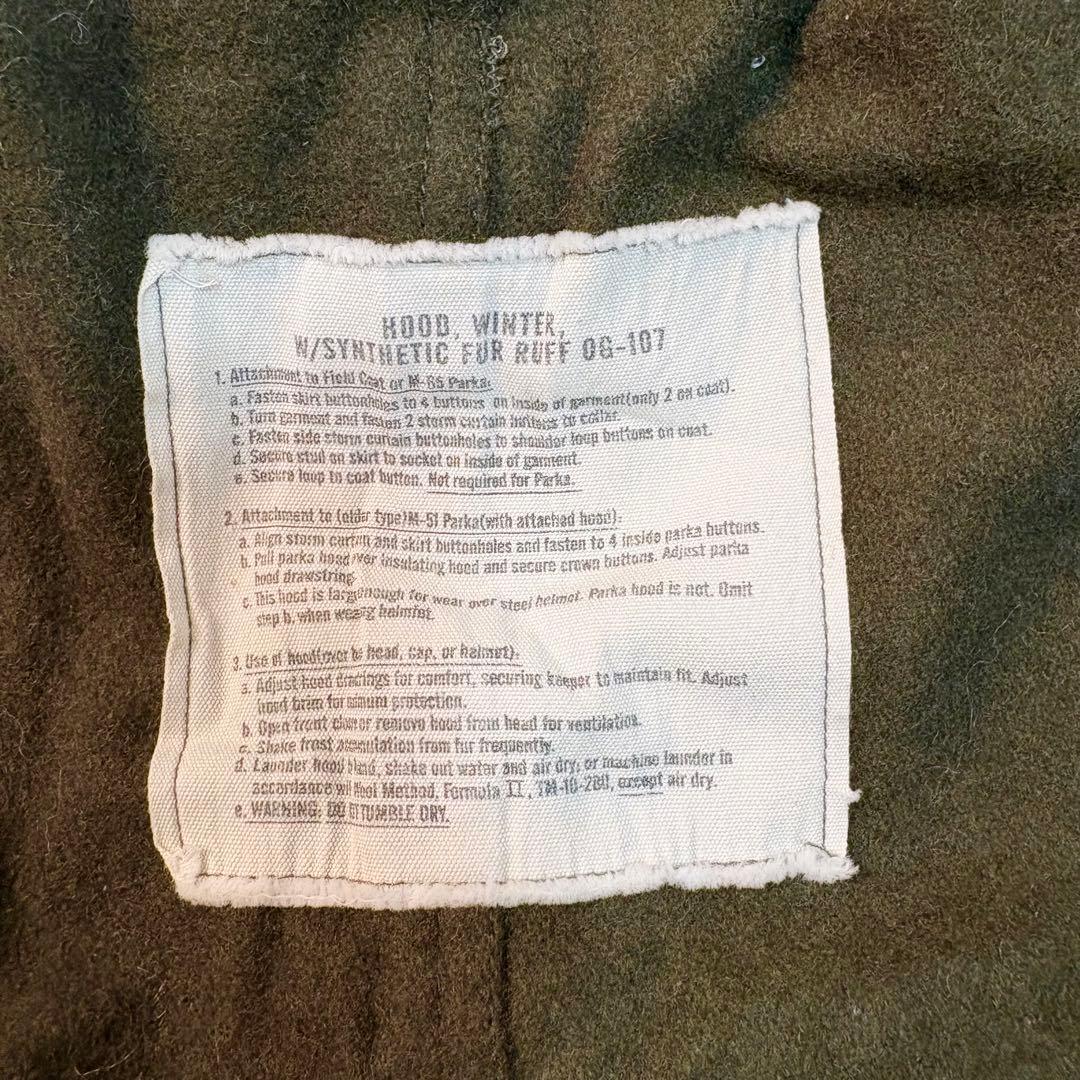 HOOD, WINTER,
W/SYNTHETIC FUR RUFF OG-107
1. Attachment to Field Coat or M-65 Parka:
a. Fasten skirt buttonholes to 4 buttons on inside of garment(only 2 on coat).
b. Turn garment and fasten 2 storm curtain buttons to collar.
c. Fasten side storm curtain buttonholes to shoulder loop buttons on coat.
d. Secure stud on skirt to socket on inside of garment.
e. Secure loop to coat button. Not required for Parka.
2. Attachment to (older type)M-51 Parka(with attached hood).
a. Align storm and skirt buttonholes and fasten to 4 inside parka buttons.
b. Pull parka hood over insulating hood and secure crown buttons. Adjust parka
hood drawstring
c. This hood is large enough for wear over steel helmet. Parka hood is not. Omit
step b. when helmet.
3. Use of hood(over head, cap, or helmet).
a. Adjust hood for comfort, securing keeper to maintain fit. Adjust
hood brim for protection.
b. Open front or remove hood from head for ventilation.
c. Shake frost from fur frequently.
d. Launder hood shake out water and air dry, or machine launder in
accordance Wool Method, Formula II, TM-10-280, except air dry.
e. WARNING: DO TUMBLE DRY.